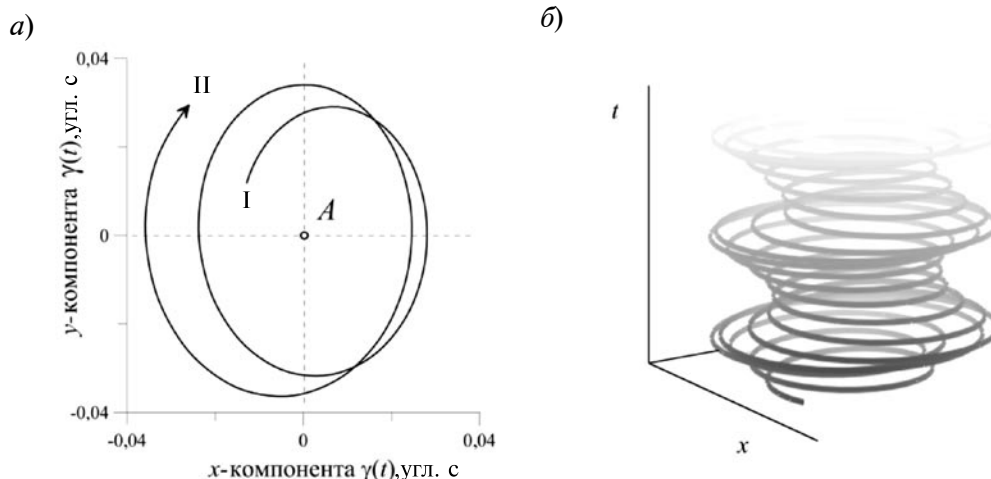 а)
б)
0,04
0
-0,04
y-компонента γ(t),угл. с
II
I
A
-0,04
0
0,04
x-компонента γ(t),угл. с
t
x